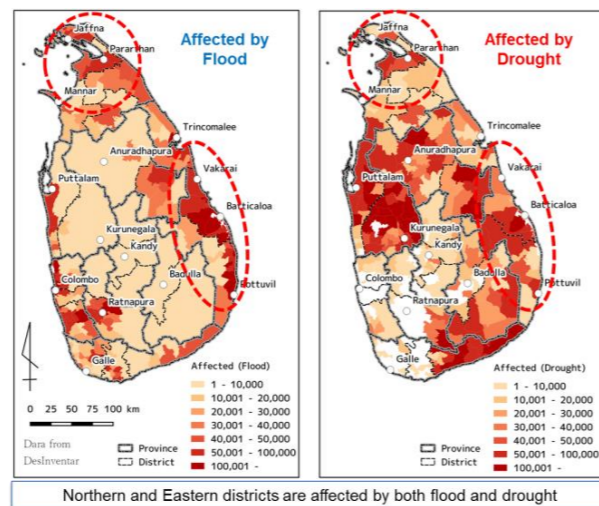 Affected by
Flood
Jaffna
Pararthan
Mannar
Trincomalee
Anuradhapura
Vakarai
Puttalam
Batticaloa
Kurunegala
Kandy
Badulla
Pottuvil
Colombo
Ratnapura
Galle
Affected (Flood)
1 - 10,000
10,001 - 20,000
20,001 - 30,000
30,001 - 40,000
40,001 - 50,000
50,001 - 100,000
100,001 -
0 25 50 75 100 km
Dara from
DesInventar
Province
District
Affected by
Drought
Jaffna
Pararthan
Mannar
Trincomalee
Anuradhapura
Vakarai
Puttalam
Batticaloa
Kurunegala
Kandy
Badulla
Pottuvil
Colombo
Ratnapura
Galle
Affected (Drought)
1 - 10,000
10,001 - 20,000
20,001 - 30,000
30,001 - 40,000
40,001 - 50,000
50,001 - 100,000
100,001 -
Province
District
Northern and Eastern districts are affected by both flood and drought